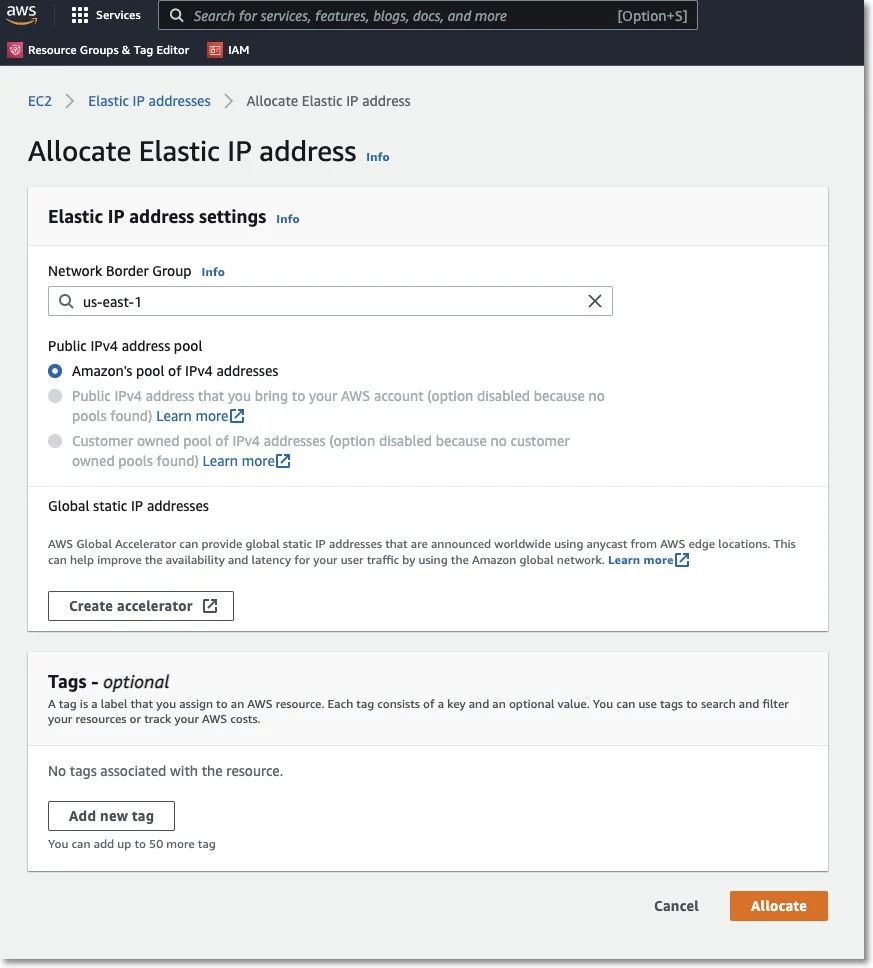 aws
Services
Search for services, features, blogs, docs, and more [Option+S]
Resource Groups & Tag Editor IAM
EC2 Elastic IP addresses Allocate Elastic IP address
Allocate Elastic IP address Info
Elastic IP address settings Info
Network Border Group Info
us-east-1
Public IPv4 address pool
Amazon's pool of IPv4 addresses
Public IPv4 address that you bring to your AWS account (option disabled because no
pools found) Learn more
Customer owned pool of IPv4 addresses (option disabled because no customer
owned pools found) Learn more
Global static IP addresses
AWS Global Accelerator can provide global static IP addresses that are announced worldwide using anycast from AWS edge locations. This
can help improve the availability and latency for your user traffic by using the Amazon global network. Learn more
Create accelerator
Tags - optional
A tag is a label that you assign to an AWS resource. Each tag consists of a key and an optional value. You can use tags to search and filter
your resources or track your AWS costs.
No tags associated with the resource.
Add new tag
You can add up to 50 more tag
Cancel Allocate